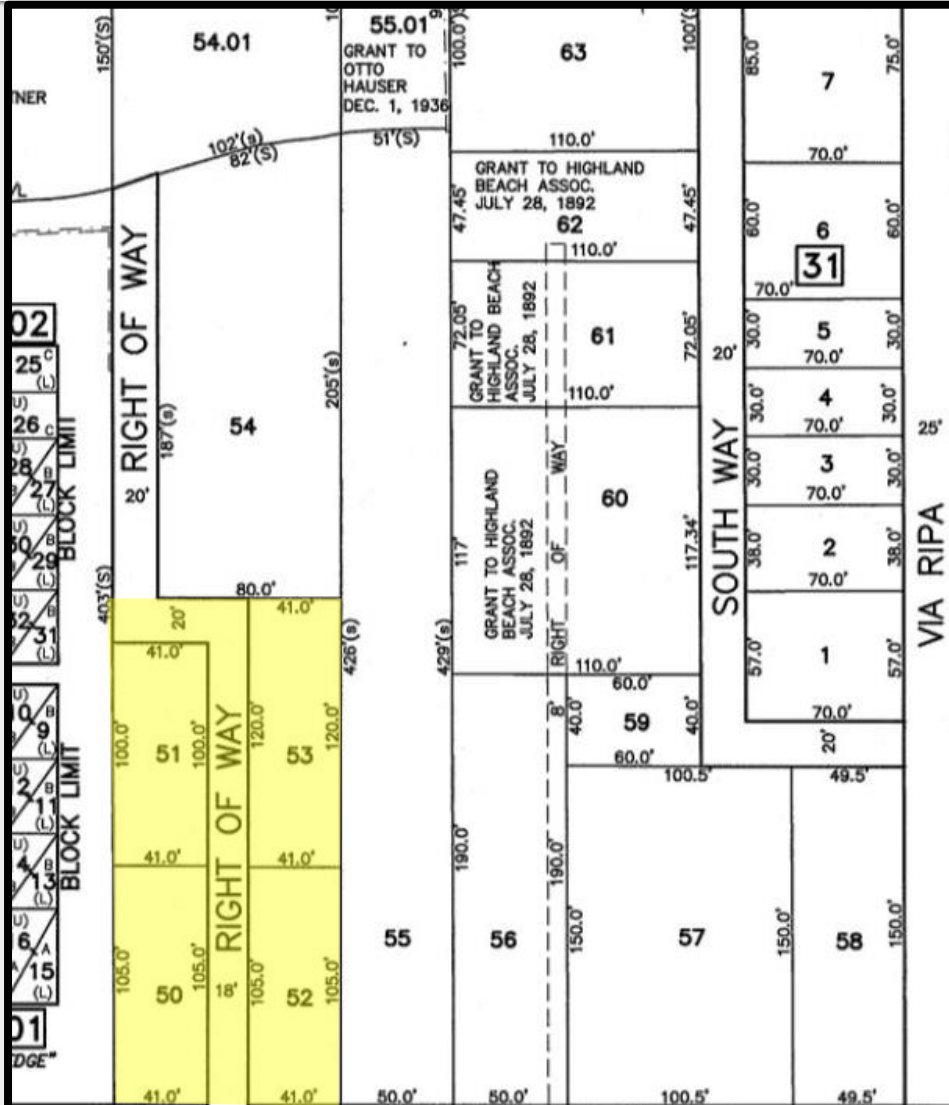 150'(S)
54.01
55.01
GRANT TO
OTTO
HAUSER
DEC. 1, 1936
100.0'
63
100'(S)
85.0'
7
75.0'
102'(s)
82'(S)
51'(S)
110.0'
70.0'
GRANT TO HIGHLAND
BEACH ASSOC.
JULY 28, 1892
62
47.45'
47.45'
110.0'
60.0'
6
60.0'
31
70.0'
RIGHT OF WAY
20'
187'(s)
54
205'(s)
72.05'
GRANT TO
HIGHLAND BEACH
ASSOC.
JULY 28, 1892
61
72.05'
110.0'
20'
SOUTH WAY
30.0'
5
30.0'
70.0'
30.0'
4
30.0'
70.0'
30.0'
3
30.0'
70.0'
38.0'
2
38.0'
70.0'
57.0'
1
57.0'
70.0'
20'
25'
VIA RIPA
02
25 C
(L)
26 C
28 B
27
(L)
B
29
(L)
B
31
(L)
BLOCK LIMIT
403'(S)
80.0'
41.0'
20'
41.0'
426'(s)
429'(s)
117'
GRANT TO HIGHLAND
BEACH ASSOC.
JULY 28, 1892
8' RIGHT OF WAY
60
117.34'
110.0'
60.0'
40.0'
59
40.0'
60.0'
100.5'
49.5'
B
9
(L)
B
11
(L)
B
13
(L)
A
15
(L)
BLOCK LIMIT
01
EDGE"
100.0'
51
100.0'
RIGHT OF WAY
120.0'
53
120.0'
41.0'
41.0'
105.0'
50
105.0'
18'
105.0'
52
105.0'
41.0'
41.0'
55
50.0'
190.0'
56
190.0'
50.0'
150.0'
57
150.0'
100.5'
58
150.0'
49.5'